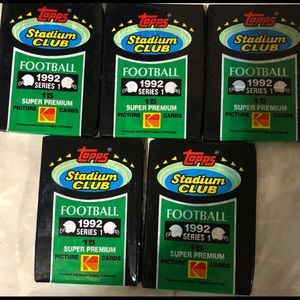 Topps
Stadium
CLUB
FOOTBALL
1992
SERIES 1
15
SUPER PREMIUM
PICTURE CARDS
Topps
Stadium
CLUB
FOOTBALL
1992
SERIES 1
15
SUPER PREMIUM
PICTURE CARDS
Topps
Stadium
CLUB
FOOTBALL
1992
SERIES 1
15
SUPER PREMIUM
PICTURE CARDS
Topps
Stadium
CLUB
FOOTBALL
1992
SERIES 1
15
SUPER PREMIUM
PICTURE CARDS
Topps
Stadium
CLUB
FOOTBALL
1992
SERIES 1
15
SUPER PREMIUM
PICTURE CARDS